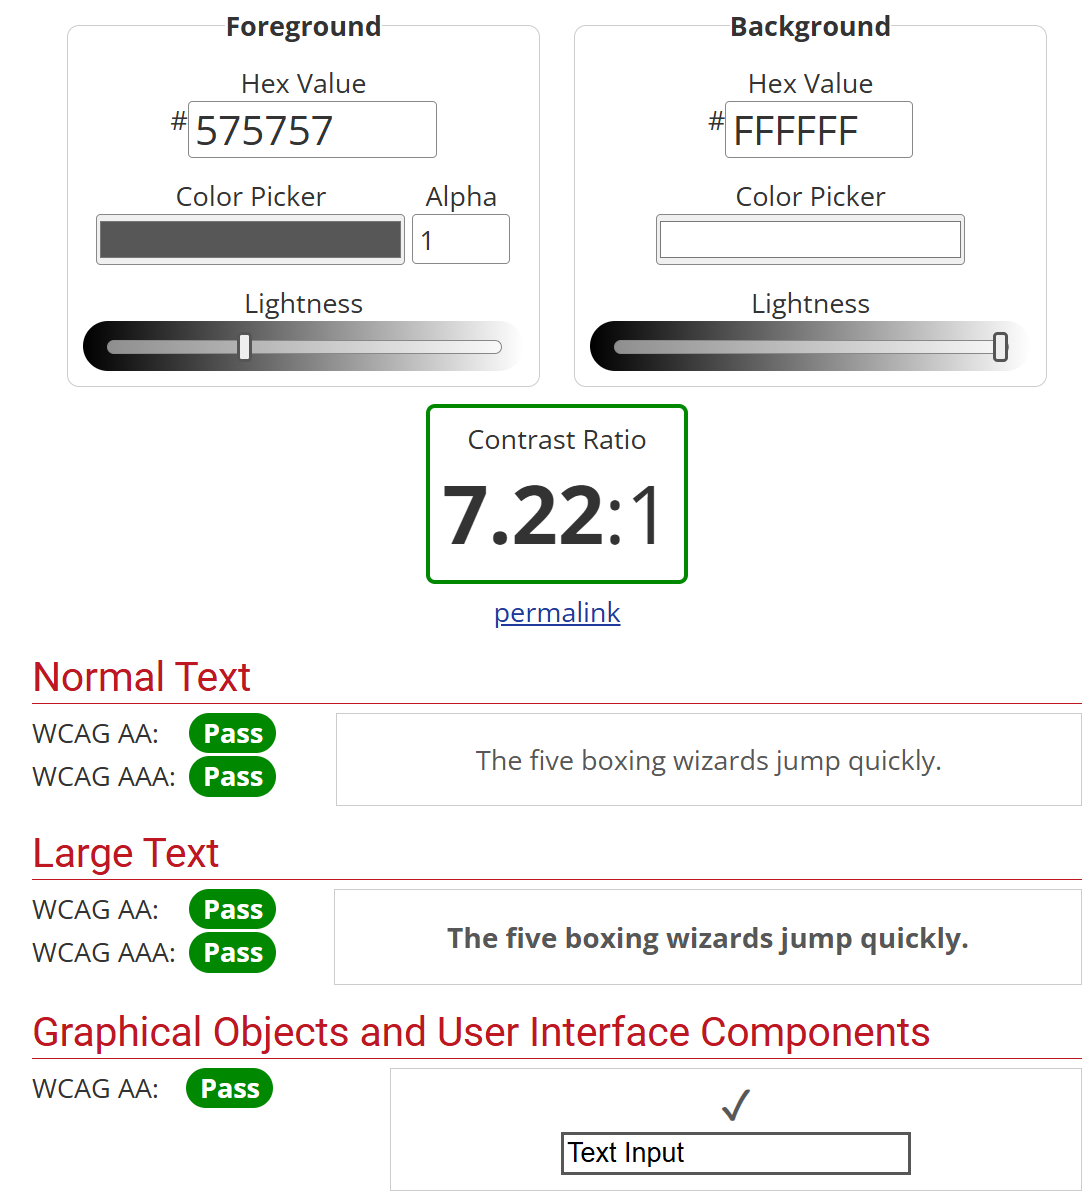 Foreground
Background
Hex Value
Hex Value
# 575757
# FFFFFF
Color Picker
Alpha
Color Picker
1
Lightness
Lightness
Contrast Ratio
7.22:1
permalink
Normal Text
WCAG AA: Pass
WCAG AAA: Pass
The five boxing wizards jump quickly.
Large Text
WCAG AA: Pass
WCAG AAA: Pass
The five boxing wizards jump quickly.
Graphical Objects and User Interface Components
WCAG AA: Pass
✓
Text Input